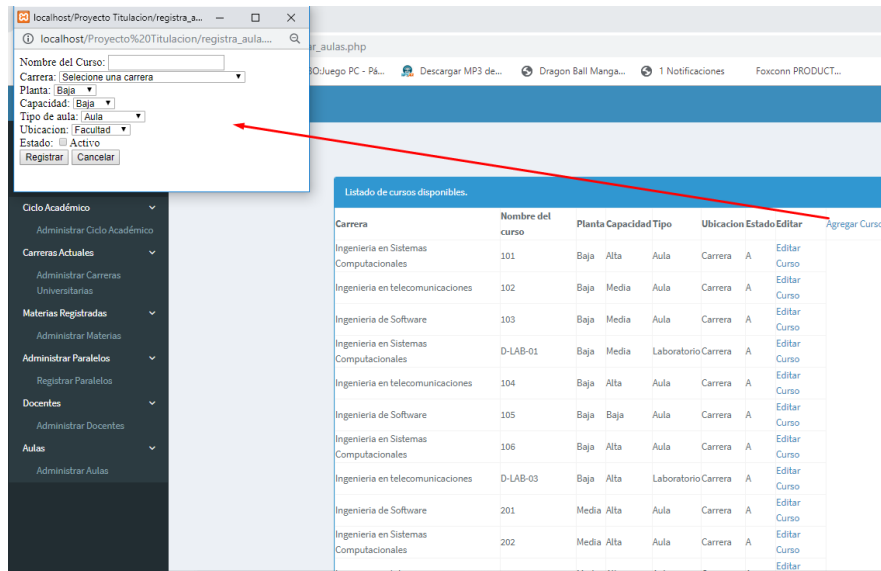 localhost/Proyecto Titulacion/registra_a...
localhost/Proyecto%20Titulacion/registra_aula....
Nombre del Curso:
Carrera: Selecione una carrera
Planta: Baja
Capacidad: Baja
Tipo de aula: Aula
Ubicacion: Facultad
Estado: Activo
Registrar Cancelar
ar_aulas.php
BO:Juego PC - Pá... Descargar MP3 de... Dragon Ball Manga... 1 Notificaciones Foxconn PRODUCT...
Ciclo Académico
Administrar Ciclo Académico
Carreras Actuales
Administrar Carreras
Universitarias
Materias Registradas
Administrar Materias
Administrar Paralelos
Registrar Paralelos
Docentes
Administrar Docentes
Aulas
Administrar Aulas
Listado de cursos disponibles.
Carrera Nombre del curso Planta Capacidad Tipo Ubicacion Estado Editar Agregar Curso
Ingenieria en Sistemas Computacionales 101 Baja Alta Aula Carrera A Editar Curso
Ingenieria en telecomunicaciones 102 Baja Media Aula Carrera A Editar Curso
Ingenieria de Software 103 Baja Media Aula Carrera A Editar Curso
Ingenieria en Sistemas Computacionales D-LAB-01 Baja Media Laboratorio Carrera A Editar Curso
Ingenieria en telecomunicaciones 104 Baja Alta Aula Carrera A Editar Curso
Ingenieria de Software 105 Baja Baja Aula Carrera A Editar Curso
Ingenieria en Sistemas Computacionales 106 Baja Alta Aula Carrera A Editar Curso
Ingenieria en telecomunicaciones D-LAB-03 Baja Alta Laboratorio Carrera A Editar Curso
Ingenieria de Software 201 Media Alta Aula Carrera A Editar Curso
Ingenieria en Sistemas Computacionales 202 Media Alta Aula Carrera A Editar Curso
Editar